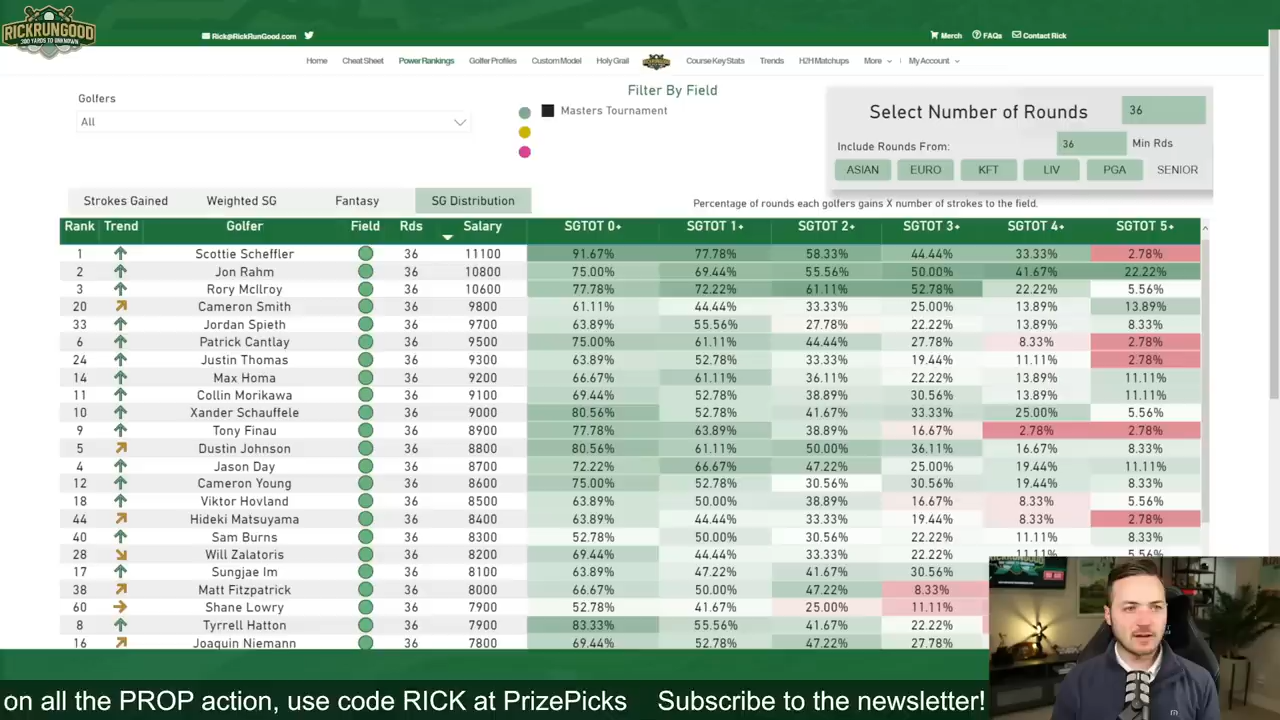 RICKRUNGOOD
300 YARDS TO UNKNOWN
Rick@RickRunGood.com
Merch FAQs Contact Rick
Home Cheat Sheet Power Rankings Golfer Profiles Custom Model Holy Grail Course Key Stats Trends H2H Matchups More My Account
Golfers
All
Filter By Field
Masters Tournament
Select Number of Rounds 36
Include Rounds From: 36 Min Rds
ASIAN EURO KFT LIV PGA SENIOR
Strokes Gained Weighted SG Fantasy SG Distribution
Percentage of rounds each golfers gains X number of strokes to the field.
Rank Trend Golfer Field Rds Salary SGTOT 0+ SGTOT 1+ SGTOT 2+ SGTOT 3+ SGTOT 4+ SGTOT 5+
1 Scottie Scheffler 36 11100 91.67% 77.78% 58.33% 44.44% 33.33% 2.78%
2 Jon Rahm 36 10800 75.00% 69.44% 55.56% 50.00% 41.67% 22.22%
3 Rory McIlroy 36 10600 77.78% 72.22% 61.11% 52.78% 22.22% 5.56%
20 Cameron Smith 36 9800 61.11% 44.44% 33.33% 25.00% 13.89% 13.89%
33 Jordan Spieth 36 9700 63.89% 55.56% 27.78% 22.22% 13.89% 8.33%
6 Patrick Cantlay 36 9500 75.00% 61.11% 44.44% 27.78% 8.33% 2.78%
24 Justin Thomas 36 9300 63.89% 52.78% 33.33% 19.44% 11.11% 2.78%
14 Max Homa 36 9200 66.67% 61.11% 36.11% 22.22% 13.89% 11.11%
11 Collin Morikawa 36 9100 69.44% 52.78% 38.89% 30.56% 13.89% 11.11%
10 Xander Schauffele 36 9000 80.56% 52.78% 41.67% 33.33% 25.00% 5.56%
9 Tony Finau 36 8900 77.78% 63.89% 38.89% 16.67% 2.78% 2.78%
5 Dustin Johnson 36 8800 80.56% 61.11% 50.00% 36.11% 16.67% 8.33%
4 Jason Day 36 8700 72.22% 66.67% 47.22% 25.00% 19.44% 11.11%
12 Cameron Young 36 8600 75.00% 52.78% 30.56% 30.56% 19.44% 8.33%
18 Viktor Hovland 36 8500 63.89% 50.00% 38.89% 16.67% 8.33% 5.56%
44 Hideki Matsuyama 36 8400 63.89% 44.44% 33.33% 19.44% 8.33% 2.78%
40 Sam Burns 36 8300 52.78% 50.00% 30.56% 22.22% 11.11% 8.33%
28 Will Zalatoris 36 8200 69.44% 44.44% 33.33% 22.22% 11.11% 5.56%
17 Sungjae Im 36 8100 63.89% 47.22% 41.67% 30.56%
38 Matt Fitzpatrick 36 8000 66.67% 50.00% 47.22% 8.33%
60 Shane Lowry 36 7900 52.78% 41.67% 25.00% 11.11%
8 Tyrrell Hatton 36 7900 83.33% 55.56% 41.67% 22.22%
16 Joaquin Niemann 36 7800 69.44% 52.78% 47.22% 27.78%
on all the PROP action, use code RICK at PrizePicks Subscribe to the newsletter!